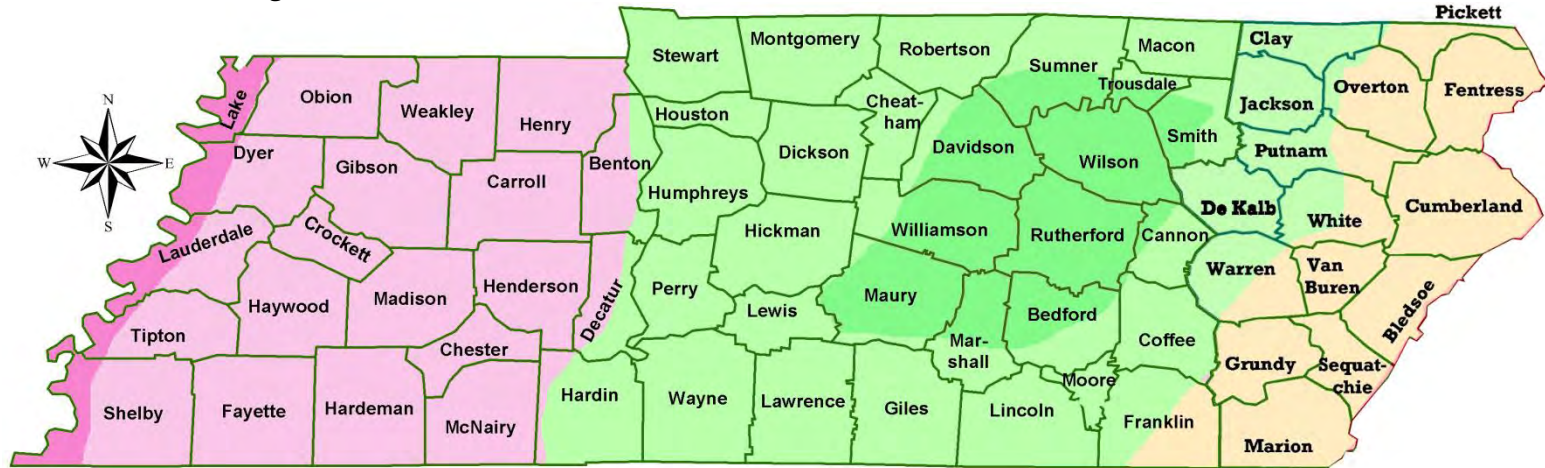 Pickett
Stewart
Montgomery
Robertson
Sumner
Macon
Clay
Trousdale
Overton
Fentress
Lake
Obion
Weakley
Henry
Houston
Cheat-
ham
Jackson
Smith
N
W
E
S
Dyer
Gibson
Carroll
Benton
Humphreys
Dickson
Davidson
Wilson
Putnam
De Kalb
White
Cumberland
Lauderdale
Crockett
Hickman
Williamson
Rutherford
Cannon
Warren
Van
Buren
Haywood
Madison
Henderson
Decatur
Perry
Lewis
Maury
Bedford
Bledsoe
Tipton
Chester
Mar-
shall
Coffee
Grundy
Sequat-
chie
Shelby
Fayette
Hardeman
McNairy
Hardin
Wayne
Lawrence
Giles
Lincoln
Moore
Franklin
Marion